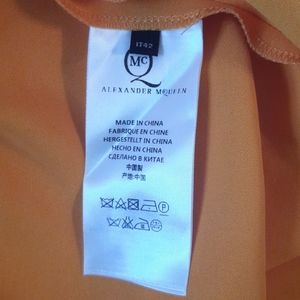 IT42
McQ
ALEXANDER MCQUEEN
MADE IN CHINA
FABRIQUÉ EN CHINE
HERGESTELLT IN CHINA
HECHO EN CHINA
СДЕЛАНО В КИТАЕ
中国製
产地:中国
P